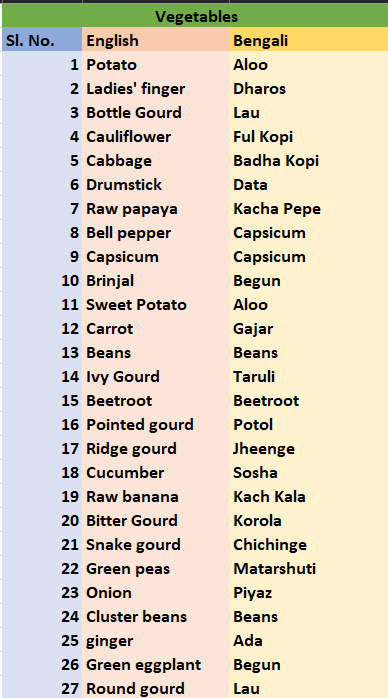 Vegetables
Sl. No. English Bengali
1 Potato Aloo
2 Ladies' finger Dharos
3 Bottle Gourd Lau
4 Cauliflower Ful Kopi
5 Cabbage Badha Kopi
6 Drumstick Data
7 Raw papaya Kacha Pepe
8 Bell pepper Capsicum
9 Capsicum Capsicum
10 Brinjal Begun
11 Sweet Potato Aloo
12 Carrot Gajar
13 Beans Beans
14 Ivy Gourd Taruli
15 Beetroot Beetroot
16 Pointed gourd Potol
17 Ridge gourd Jheenge
18 Cucumber Sosha
19 Raw banana Kach Kala
20 Bitter Gourd Korola
21 Snake gourd Chichinge
22 Green peas Matarshuti
23 Onion Piyaz
24 Cluster beans Beans
25 ginger Ada
26 Green eggplant Begun
27 Round gourd Lau